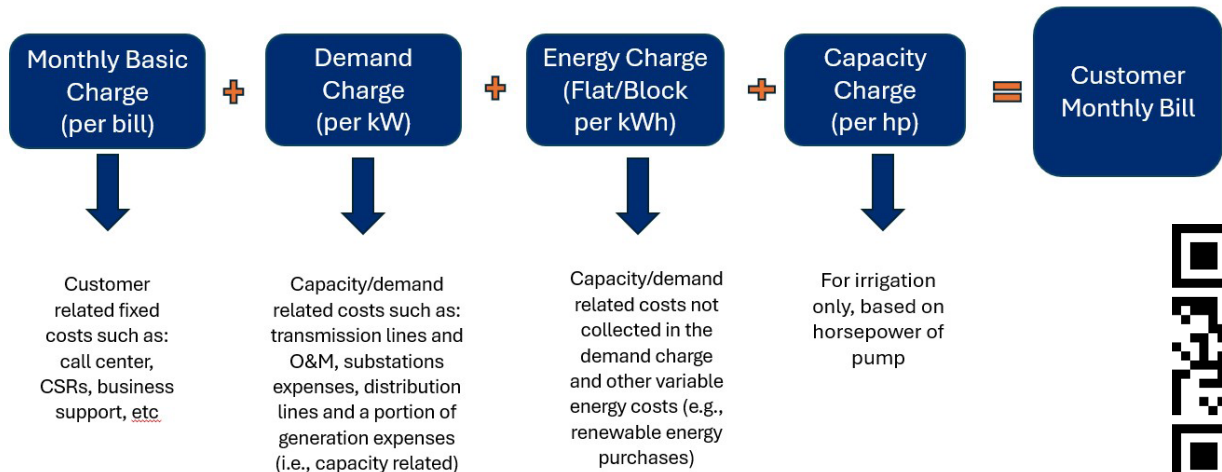 Monthly Basic
Charge
(per bill)
+
Demand
Charge
(per kW)
+
Energy Charge
(Flat/Block
per kWh)
+
Capacity
Charge
(per hp)
=
Customer
Monthly Bill
Customer
related fixed
costs such as:
call center,
CSRs, business
support, etc
Capacity/demand
related costs such as:
transmission lines and
O&M, substations
expenses, distribution
lines and a portion of
generation expenses
(i.e., capacity related)
Capacity/demand
related costs not
collected in the
demand charge
and other variable
energy costs (e.g.,
renewable energy
purchases)
For irrigation
only, based on
horsepower of
pump